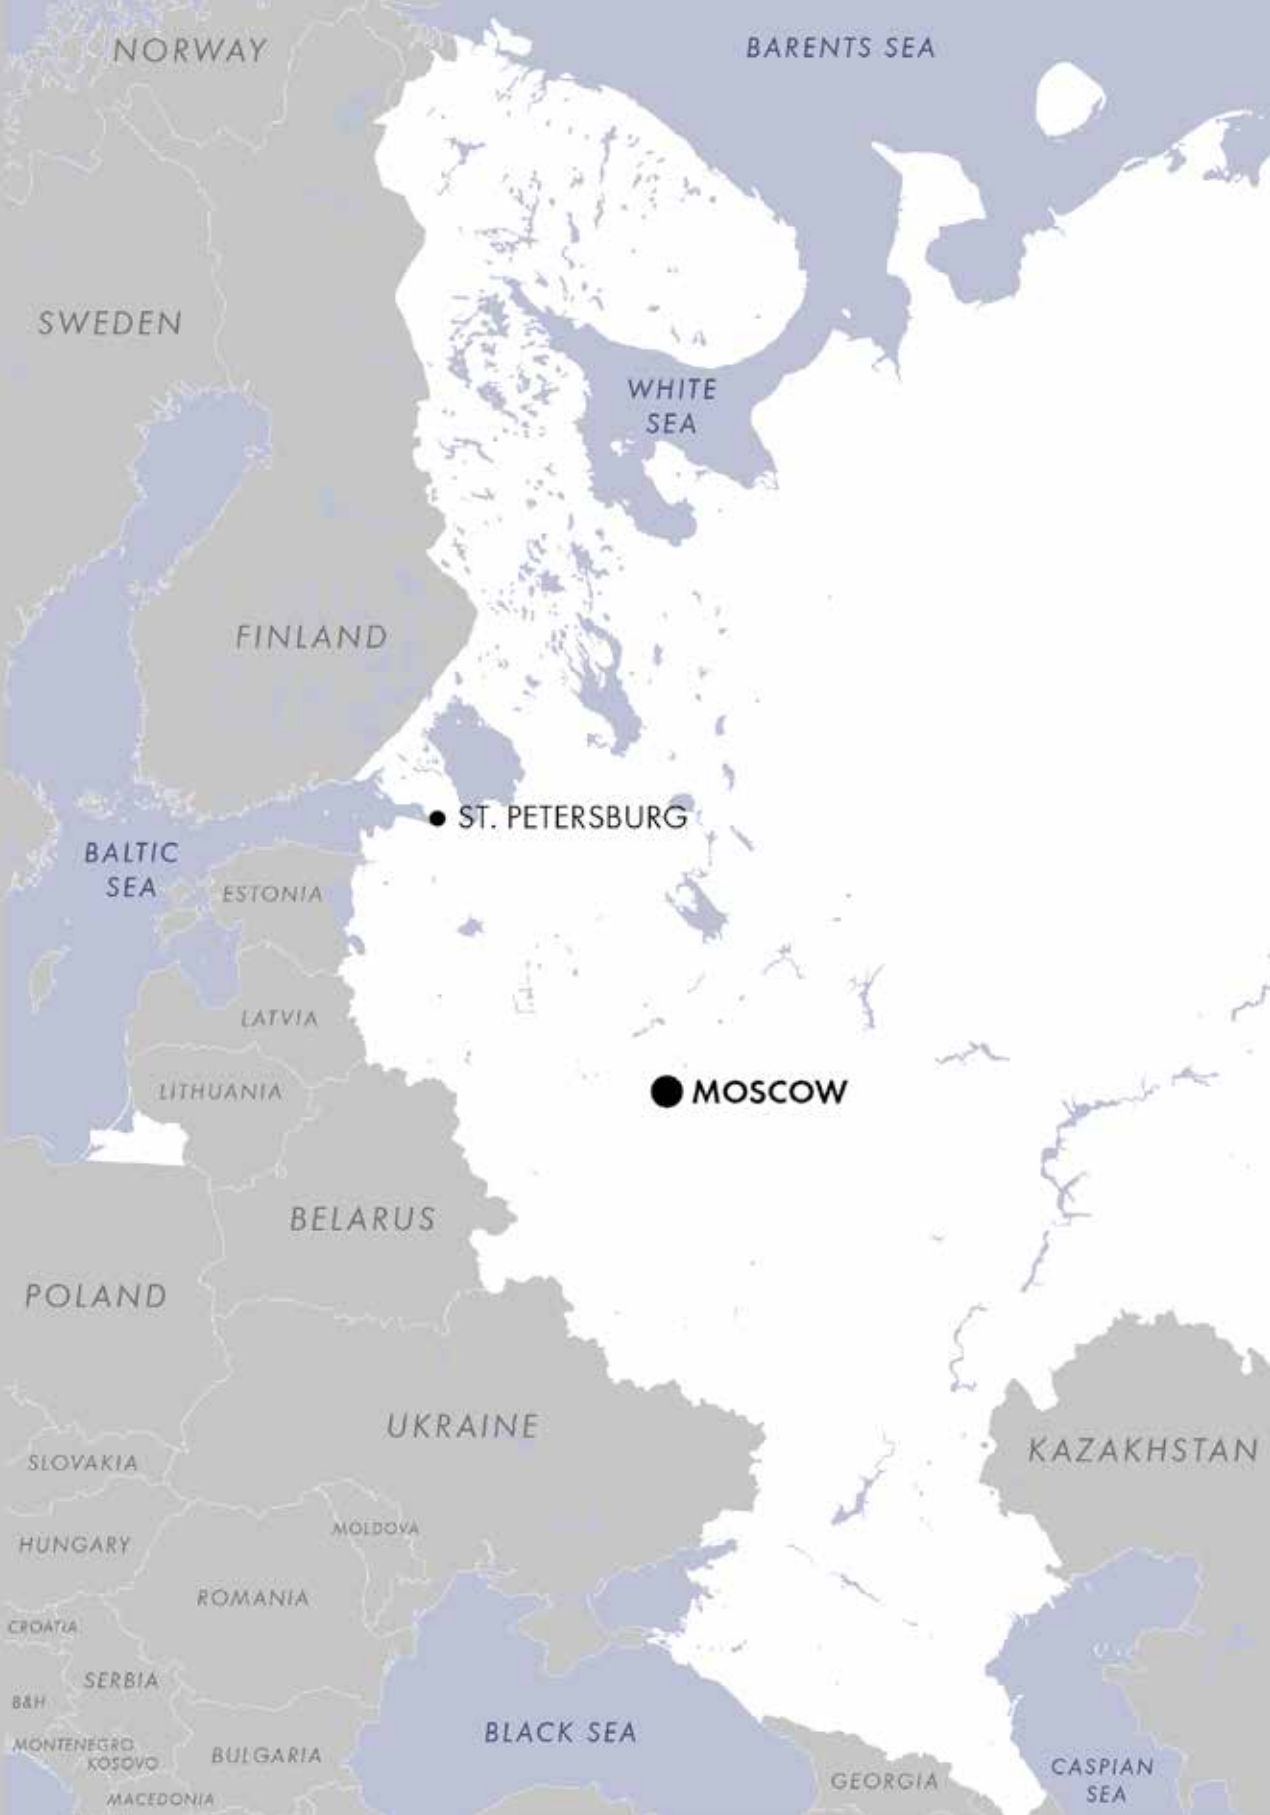 NORWAY
BARENTS SEA
SWEDEN
WHITE
SEA
FINLAND
ST. PETERSBURG
BALTIC
SEA
ESTONIA
LATVIA
LITHUANIA
MOSCOW
BELARUS
POLAND
UKRAINE
KAZAKHSTAN
SLOVAKIA
MOLDOVA
HUNGARY
ROMANIA
CROATIA
SERBIA
B&H
BLACK SEA
MONTENEGRO
KOSOVO
BULGARIA
CASPIAN
SEA
GEORGIA
MACEDONIA